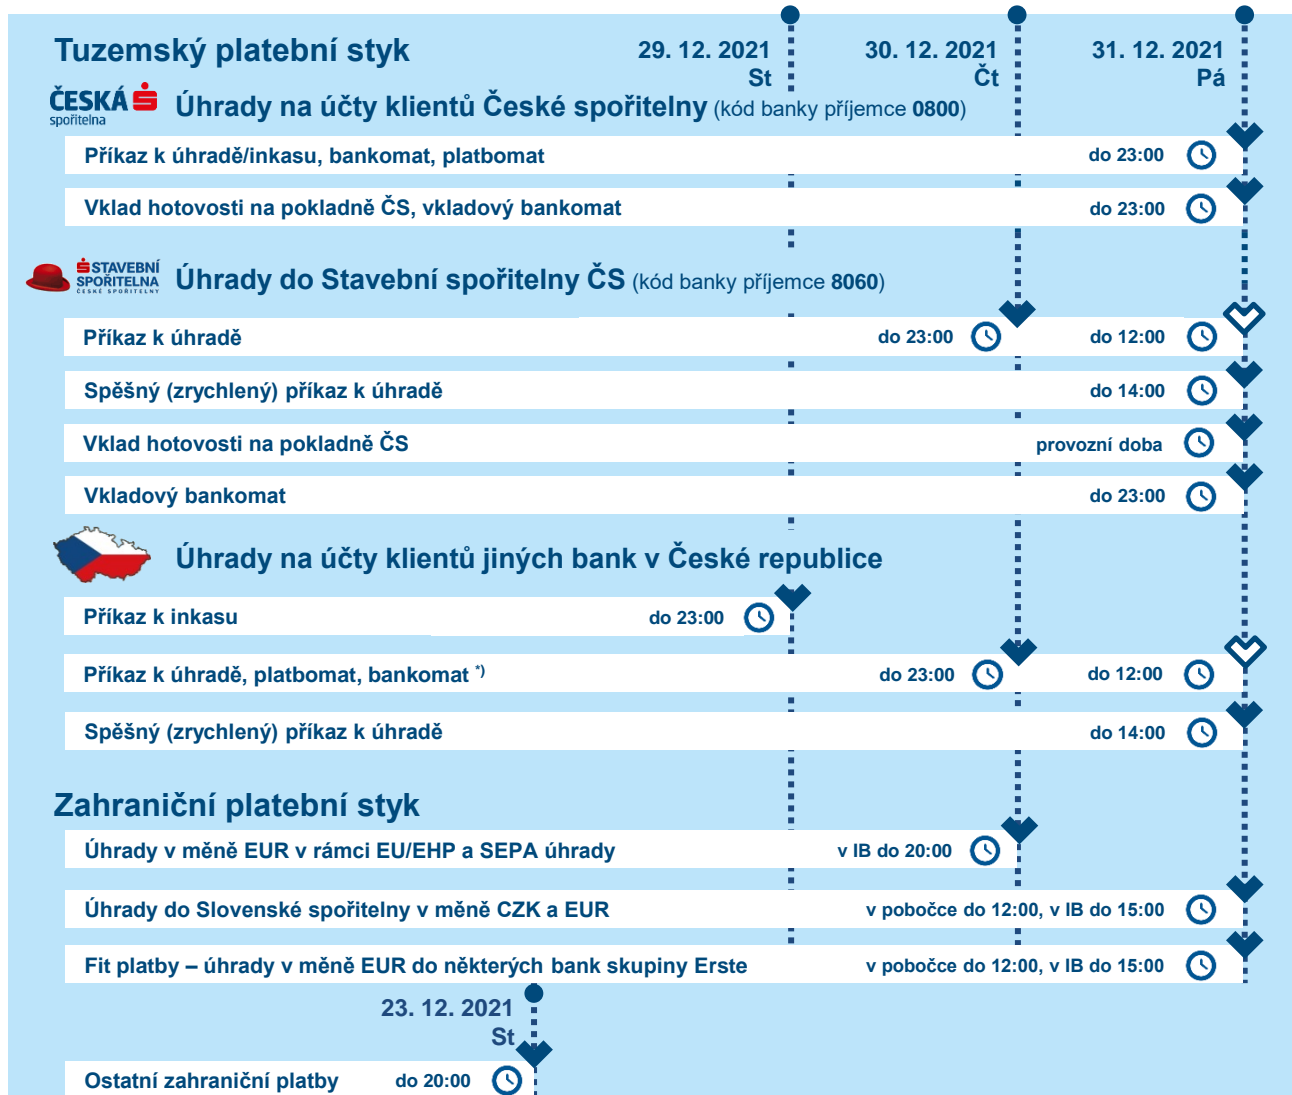 Tuzemský platební styk
29. 12. 2021
St
30. 12. 2021
Čt
31. 12. 2021
Pá
ČESKÁ
spořitelna
Úhrady na účty klientů České spořitelny (kód banky příjemce 0800)
Příkaz k úhradě/inkasu, bankomat, platbomat do 23:00
Vklad hotovosti na pokladně ČS, vkladový bankomat do 23:00
STAVEBNÍ
SPOŘITELNA
ČESKÉ SPOŘITELNY
Úhrady do Stavební spořitelny ČS (kód banky příjemce 8060)
Příkaz k úhradě do 23:00 do 12:00
Spěšný (zrychlený) příkaz k úhradě do 14:00
Vklad hotovosti na pokladně ČS provozní doba
Vkladový bankomat do 23:00
Úhrady na účty klientů jiných bank v České republice
Příkaz k inkasu do 23:00
Příkaz k úhradě, platbomat, bankomat *) do 23:00 do 12:00
Spěšný (zrychlený) příkaz k úhradě do 14:00
Zahraniční platební styk
Úhrady v měně EUR v rámci EU/EHP a SEPA úhrady v IB do 20:00
Úhrady do Slovenské spořitelny v měně CZK a EUR v pobočce do 12:00, v IB do 15:00
Fit platby – úhrady v měně EUR do některých bank skupiny Erste v pobočce do 12:00, v IB do 15:00
23. 12. 2021
St
Ostatní zahraniční platby do 20:00